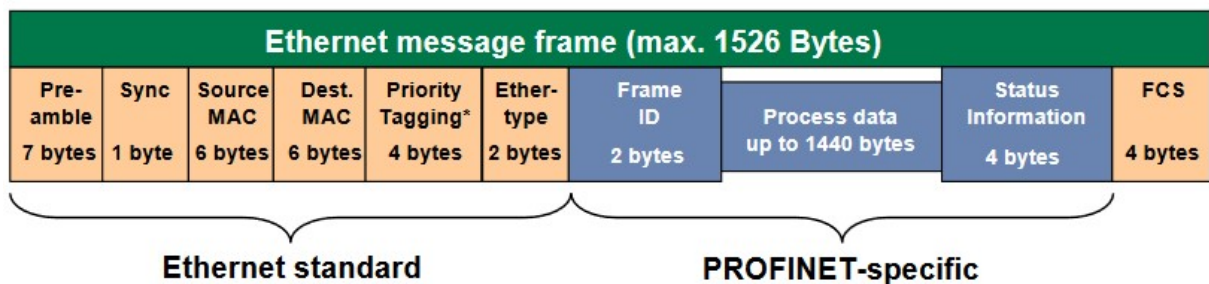 Ethernet message frame (max. 1526 Bytes)
Pre-
amble
7 bytes
Sync
1 byte
Source
MAC
6 bytes
Dest.
MAC
6 bytes
Priority
Tagging*
4 bytes
Ether-
type
2 bytes
Frame
ID
2 bytes
Process data
up to 1440 bytes
Status
Information
4 bytes
FCS
4 bytes
Ethernet standard
PROFINET-specific